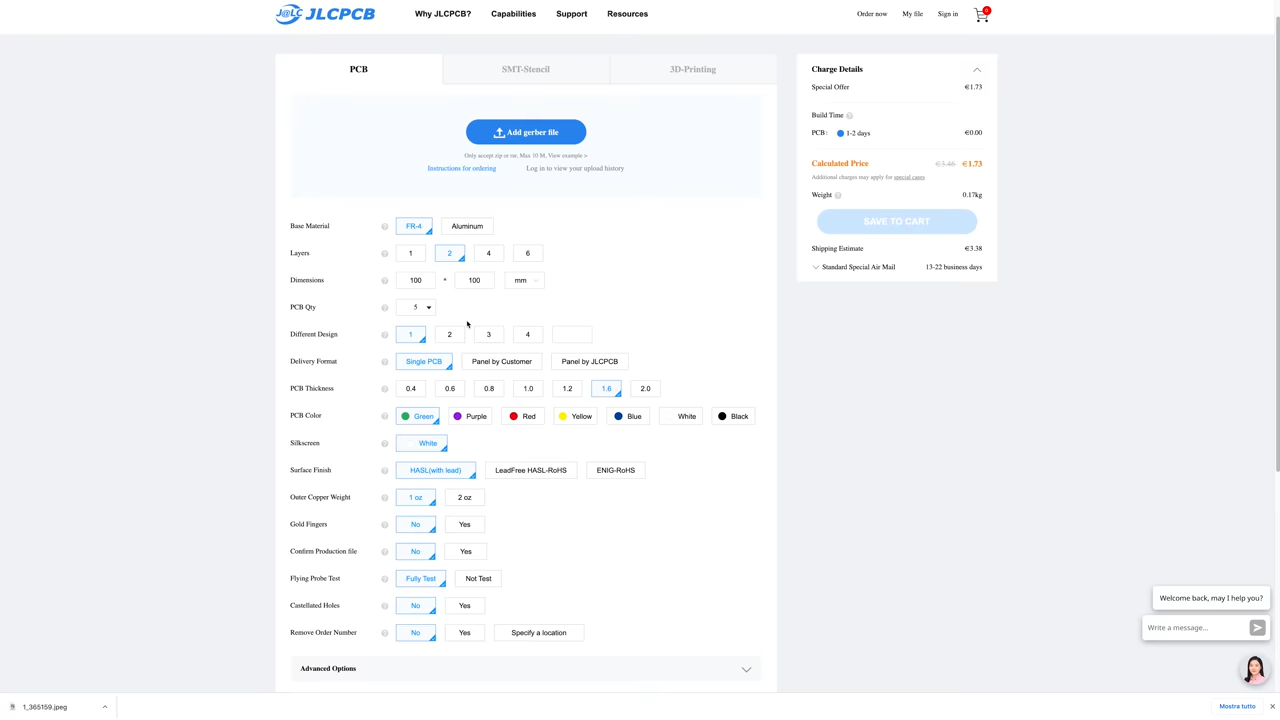 J@LC JLCPCB Why JLCPCB? Capabilities Support Resources Order now My file Sign in 0
PCB SMT-Stencil 3D-Printing
Add gerber file
Only accept zip or rar, Max 10 M, View example >
Instructions for ordering Log in to view your upload history
Base Material ? FR-4 Aluminum
Layers ? 1 2 4 6
Dimensions ? 100 * 100 mm
PCB Qty ? 5
Different Design ? 1 2 3 4
Delivery Format ? Single PCB Panel by Customer Panel by JLCPCB
PCB Thickness ? 0.4 0.6 0.8 1.0 1.2 1.6 2.0
PCB Color ? Green Purple Red Yellow Blue White Black
Silkscreen ? White
Surface Finish ? HASL(with lead) LeadFree HASL-RoHS ENIG-RoHS
Outer Copper Weight ? 1 oz 2 oz
Gold Fingers ? No Yes
Confirm Production file ? No Yes
Flying Probe Test ? Fully Test Not Test
Castellated Holes ? No Yes
Remove Order Number ? No Yes Specify a location
Advanced Options
Charge Details
Special Offer €1.73
Build Time ?
PCB: 1-2 days €0.00
Calculated Price €3.46 €1.73
Additional charges may apply for special cases
Weight ? 0.17kg
SAVE TO CART
Shipping Estimate €3.38
Standard Special Air Mail 13-22 business days
Welcome back, may I help you?
Write a message...
1_365159.jpeg
Mostra tutto